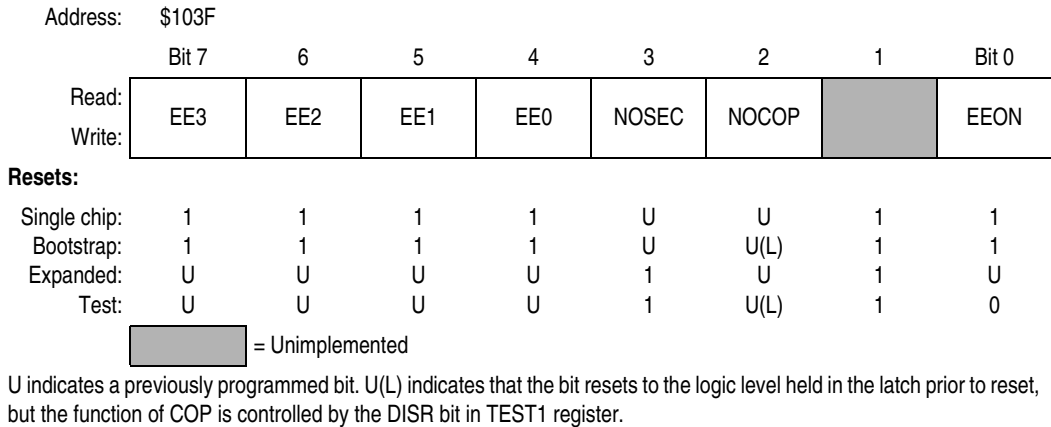 Address: $103F
Bit 7 6 5 4 3 2 1 Bit 0
Read:
EE3 EE2 EE1 EE0 NOSEC NOCOP EEON
Write:
Resets:
Single chip: 1 1 1 1 U U 1 1
Bootstrap: 1 1 1 1 U U(L) 1 1
Expanded: U U U U 1 U 1 U
Test: U U U U 1 U(L) 1 0
= Unimplemented
U indicates a previously programmed bit. U(L) indicates that the bit resets to the logic level held in the latch prior to reset,
but the function of COP is controlled by the DISR bit in TEST1 register.